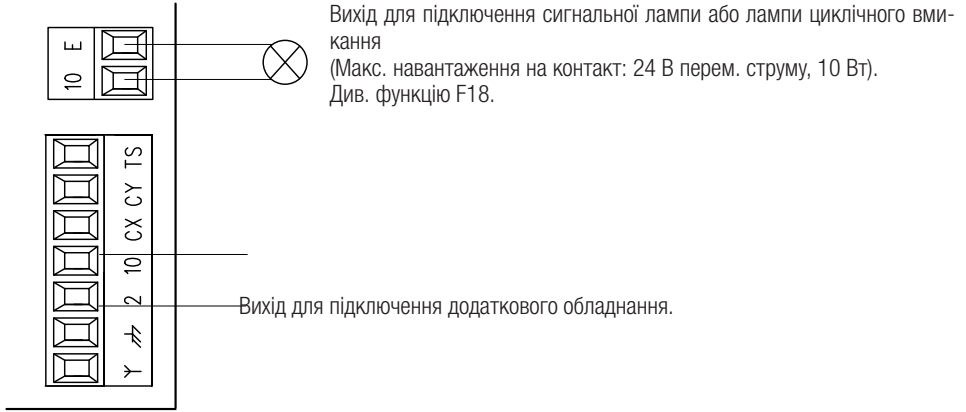 Вихід для підключення сигнальної лампи або лампи циклічного вми-
кання
(Макс. навантаження на контакт: 24 В перем. струму, 10 Вт).
Див. функцію F18.
10 E
TS
CY
CX
10
2
Y
Вихід для підключення додаткового обладнання.